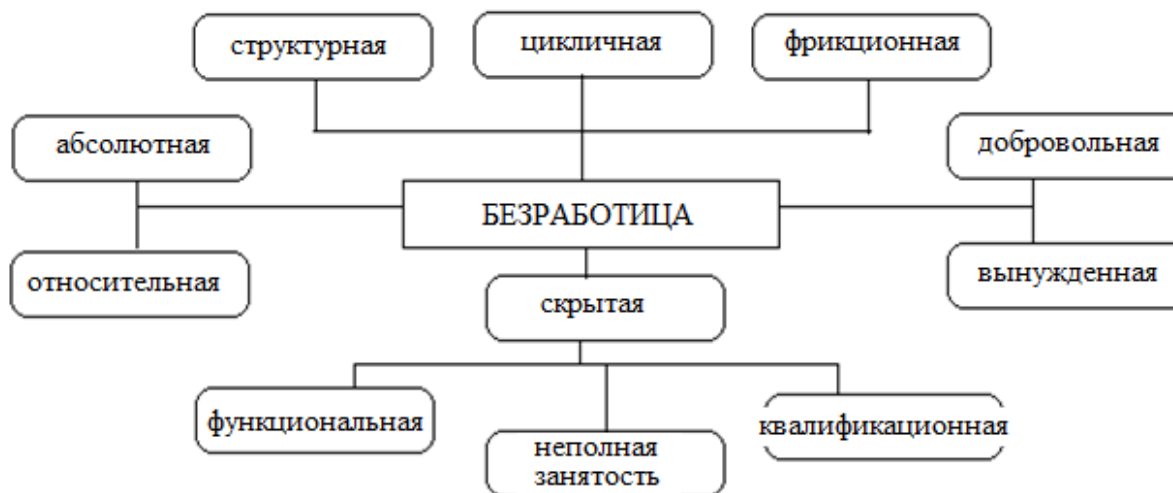 структурная
цикличная
фрикционная
абсолютная
добровольная
БЕЗРАБОТИЦА
относительная
вынужденная
скрытая
функциональная
неполная
занятость
квалификационная